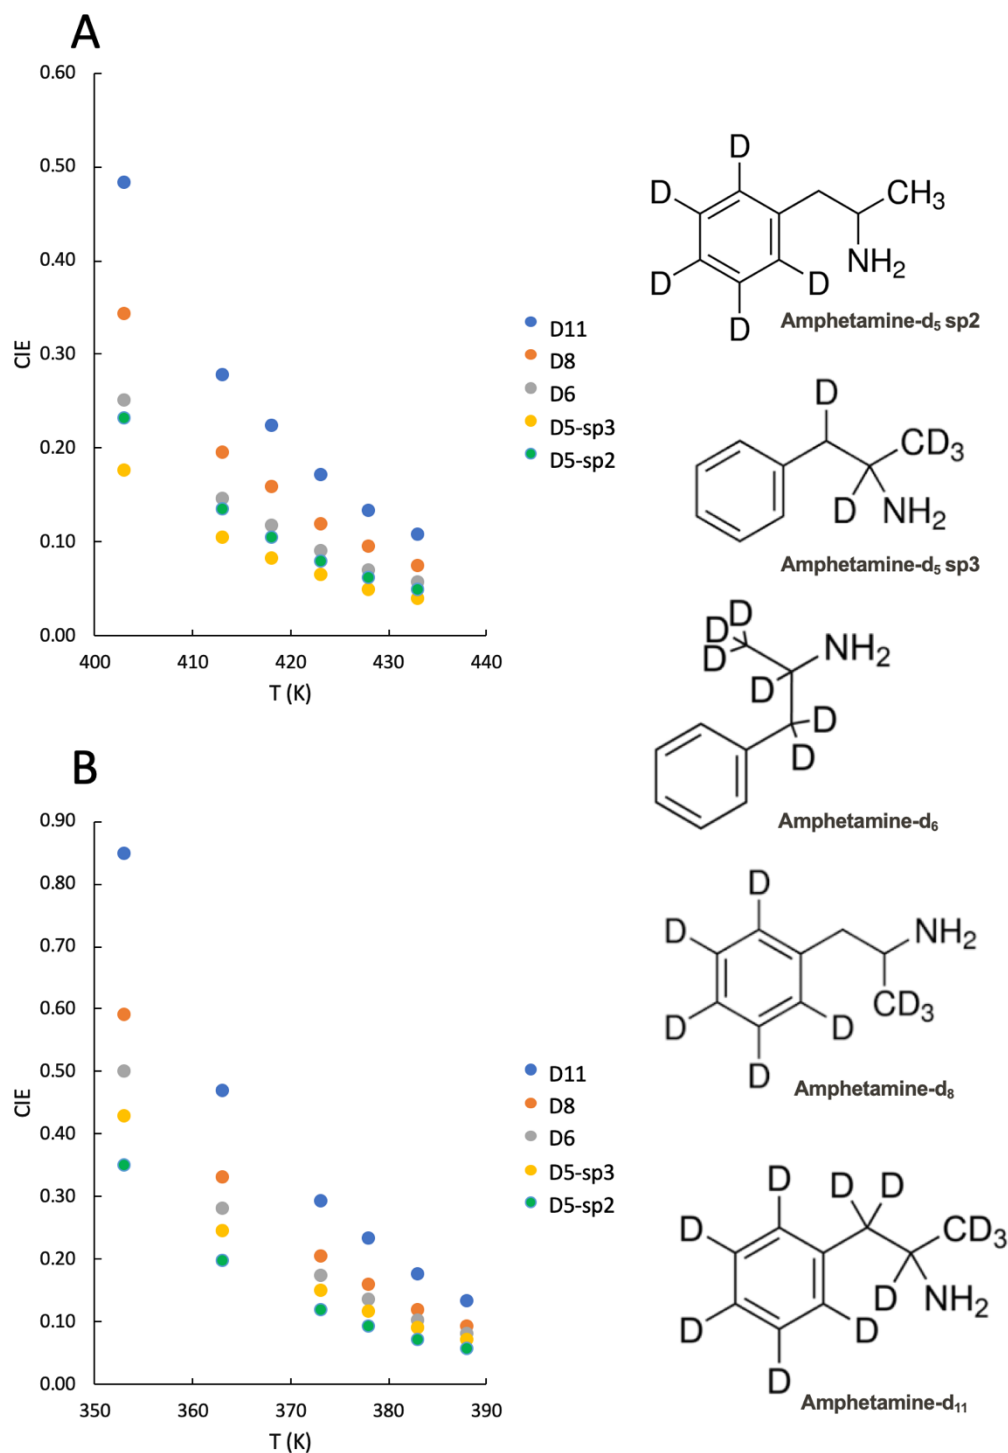 A
0.60
0.50
0.40
0.30
0.20
0.10
0.00
CIE
400 410 420 430 440
T (K)
D11
D8
D6
D5-sp3
D5-sp2
B
0.90
0.80
0.70
0.60
0.50
0.40
0.30
0.20
0.10
0.00
CIE
350 360 370 380 390
T (K)
D11
D8
D6
D5-sp3
D5-sp2
D
D CH3
NH2
D D
D
Amphetamine-d5 sp2
D
CD3
D NH2
Amphetamine-d5 sp3
D
D NH2
D D
D
D
Amphetamine-d6
D
D NH2
CD3
D D
D
Amphetamine-d8
D D D
D CD3
D NH2
D D
D
Amphetamine-d11